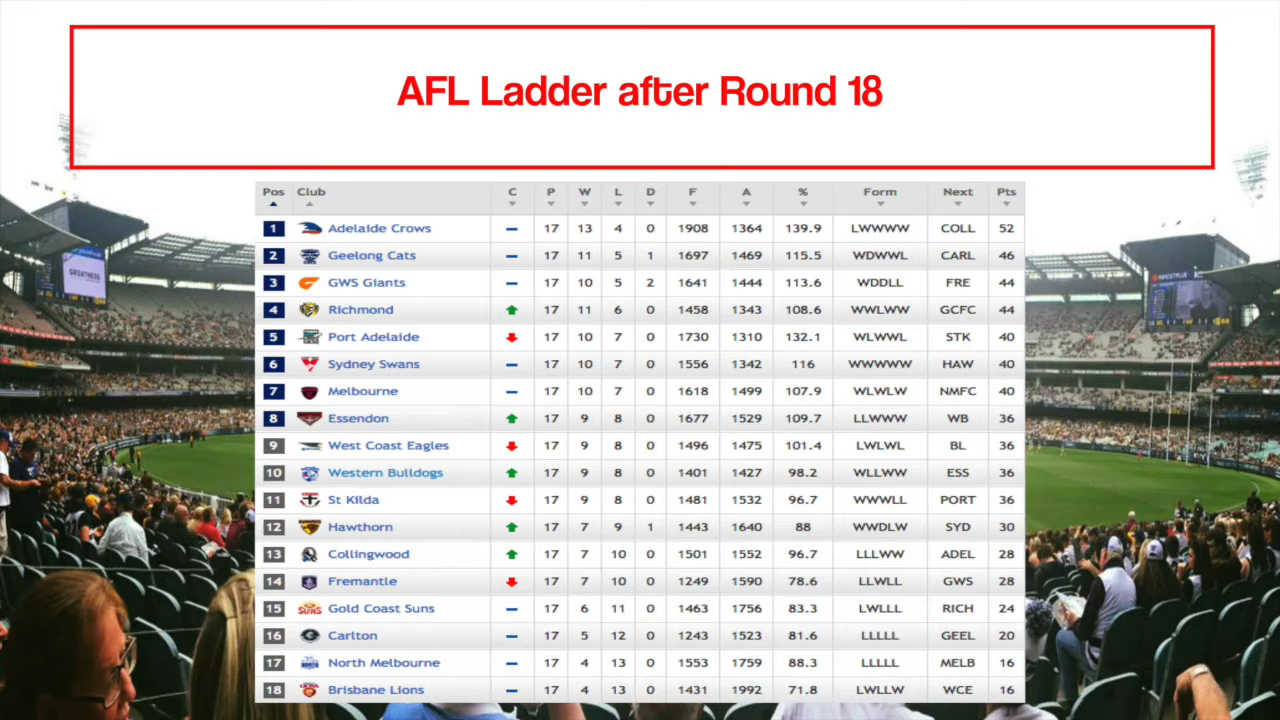 AFL Ladder after Round 18
Pos Club C P W L D F A % Form Next Pts
1 Adelaide Crows 17 13 4 0 1908 1364 139.9 LWWWW COLL 52
2 Geelong Cats 17 11 5 1 1697 1469 115.5 WDWWL CARL 46
3 GWS Giants 17 10 5 2 1641 1444 113.6 WDDLL FRE 44
4 Richmond 17 11 6 0 1458 1343 108.6 WWLWW GCFC 44
5 Port Adelaide 17 10 7 0 1730 1310 132.1 WLWWL STK 40
6 Sydney Swans 17 10 7 0 1556 1342 116 WWWWW HAW 40
7 Melbourne 17 10 7 0 1618 1499 107.9 WLWLW NMFC 40
8 Essendon 17 9 8 0 1677 1529 109.7 LLWWW WB 36
9 West Coast Eagles 17 9 8 0 1496 1475 101.4 LWLWL BL 36
10 Western Bulldogs 17 9 8 0 1401 1427 98.2 WLLWW ESS 36
11 St Kilda 17 9 8 0 1481 1532 96.7 WWWLL PORT 36
12 Hawthorn 17 7 9 1 1443 1640 88 WWDLW SYD 30
13 Collingwood 17 7 10 0 1501 1552 96.7 LLLWW ADEL 28
14 Fremantle 17 7 10 0 1249 1590 78.6 LLWLL GWS 28
15 SUNS Gold Coast Suns 17 6 11 0 1463 1756 83.3 LWLLL RICH 24
16 Carlton 17 5 12 0 1243 1523 81.6 LLLLL GEEL 20
17 North Melbourne 17 4 13 0 1553 1759 88.3 LLLLL MELB 16
18 Brisbane Lions 17 4 13 0 1431 1992 71.8 LWLLW WCE 16
GREATNESS